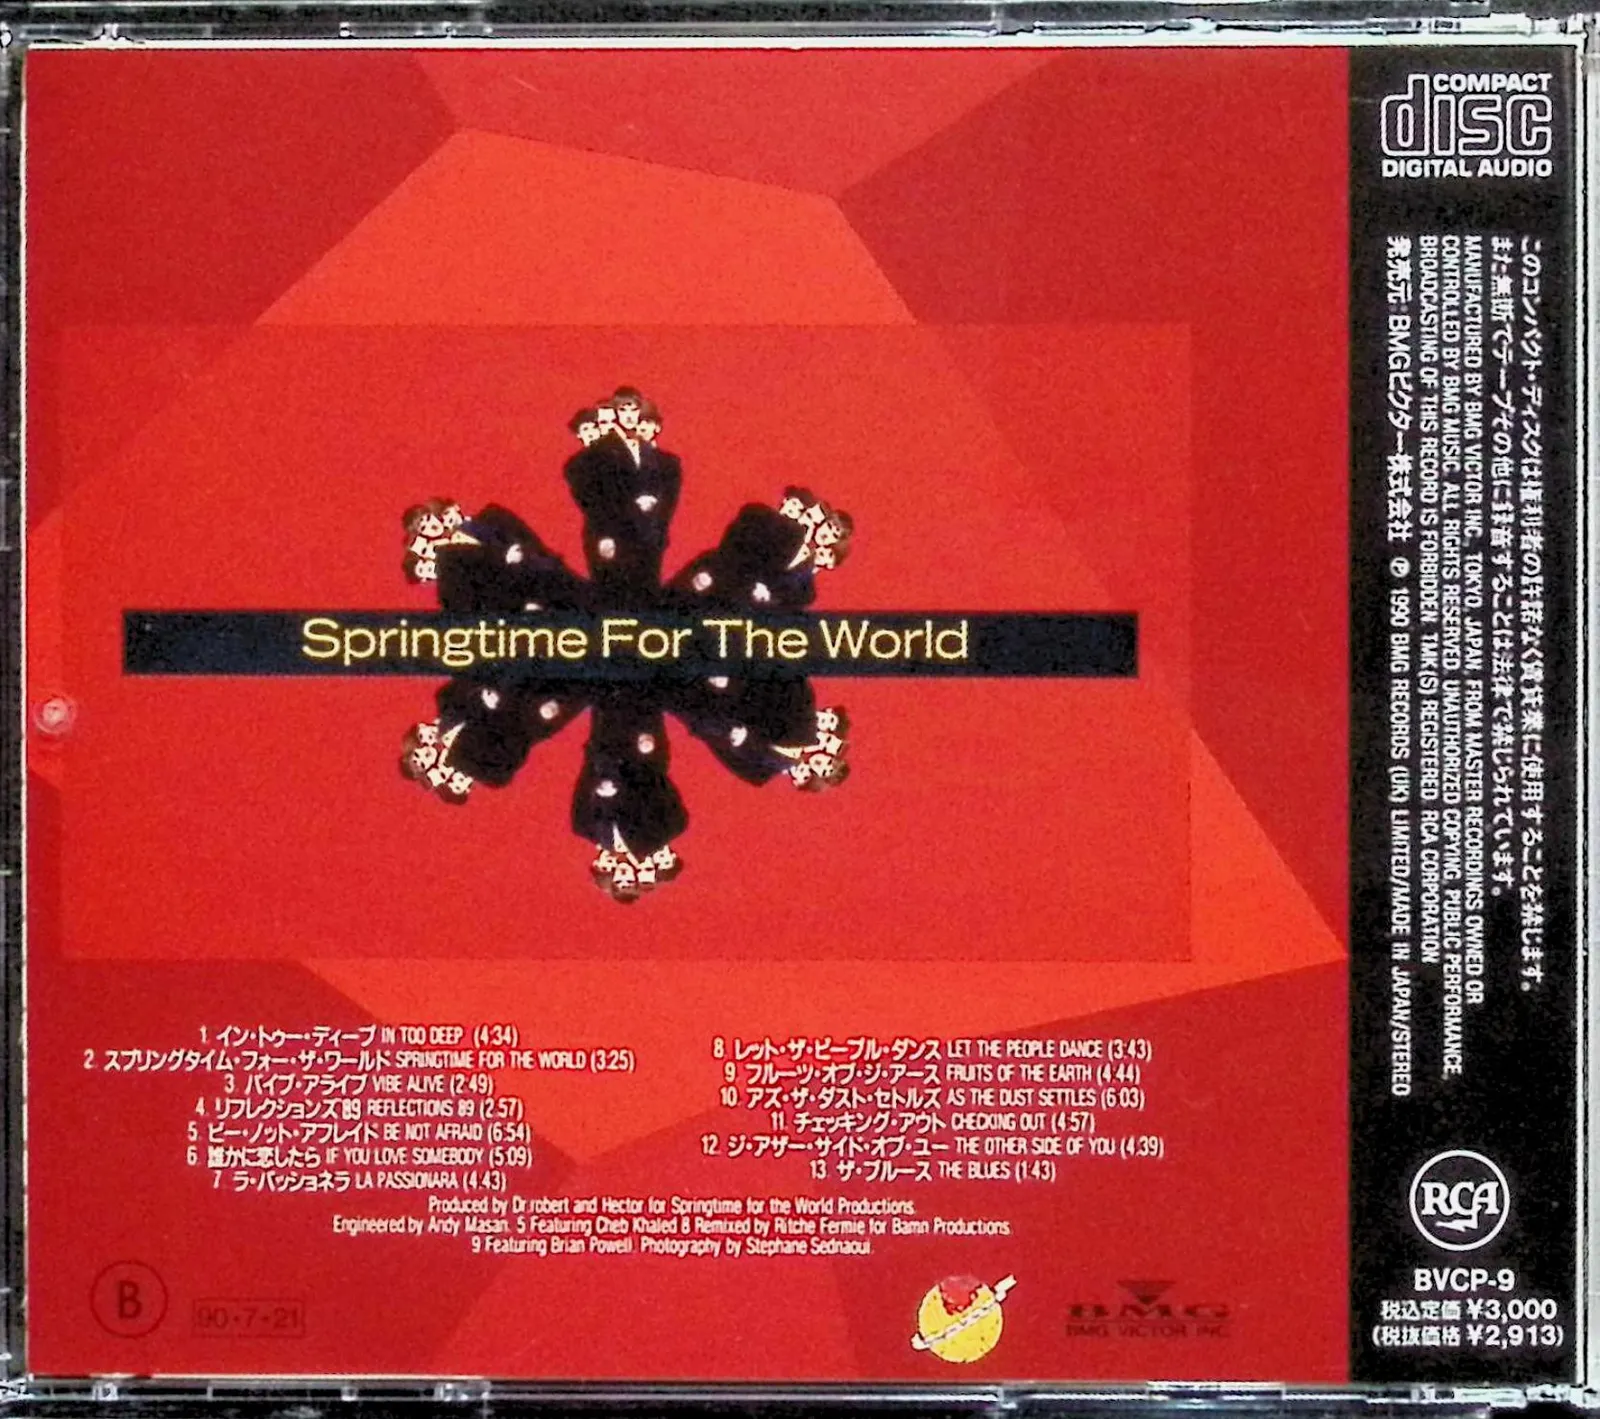 COMPACT
disc
DIGITAL AUDIO
Springtime For The World
1. イン・トゥー・ディープ IN TOO DEEP (4:34)
2. スプリングタイム・フォー・ザ・ワールド SPRINGTIME FOR THE WORLD (3:25)
3. バイブ・アライブ VIBE ALIVE (2:49)
4. リフレクションズ'89 REFLECTIONS 89 (2:57)
5. ビー・ノット・アフレイド BE NOT AFRAID (6:54)
6. 誰かに恋したら IF YOU LOVE SOMEBODY (5:09)
7. ラ・パッショネラ LA PASSIONARA (4:43)
8. レット・ザ・ピープル・ダンス LET THE PEOPLE DANCE (3:43)
9. フルーツ・オブ・ジ・アース FRUITS OF THE EARTH (4:44)
10. アズ・ザ・ダスト・セトルズ AS THE DUST SETTLES (6:03)
11. チェッキング・アウト CHECKING OUT (4:57)
12. ジ・アザー・サイド・オブ・ユー THE OTHER SIDE OF YOU (4:39)
13. ザ・ブルース THE BLUES (1:43)
Produced by Dr.robert and Hector for Springtime for the World Productions.
Engineered by Andy Masan. 5 Featuring Cheb Khaled 8 Remixed by Ritche Fermie for Bamn Productions.
9 Featuring Brian Powell. Photography by Stephane Sednaoui.
B
90・7・21
BMG
BMG VICTOR INC.
このコンパクト・ディスクは権利者の許諾なく賃貸業に使用することを禁じます。
また無断でテープその他に録音することは法律で禁じられています。
MANUFACTURED BY BMG VICTOR INC. TOKYO, JAPAN, FROM MASTER RECORDINGS OWNED OR
CONTROLLED BY BMG MUSIC. ALL RIGHTS RESERVED. UNAUTHORIZED COPYING, PUBLIC PERFORMANCE,
BROADCASTING OF THIS RECORD IS FORBIDDEN. TMK(S) REGISTERED. RCA CORPORATION
発売元: BMGビクター株式会社 ℗ 1990 BMG RECORDS (UK) LIMITED/MADE IN JAPAN/STEREO
RCA
BVCP-9
税込定価 ¥3,000
(税抜価格 ¥2,913)